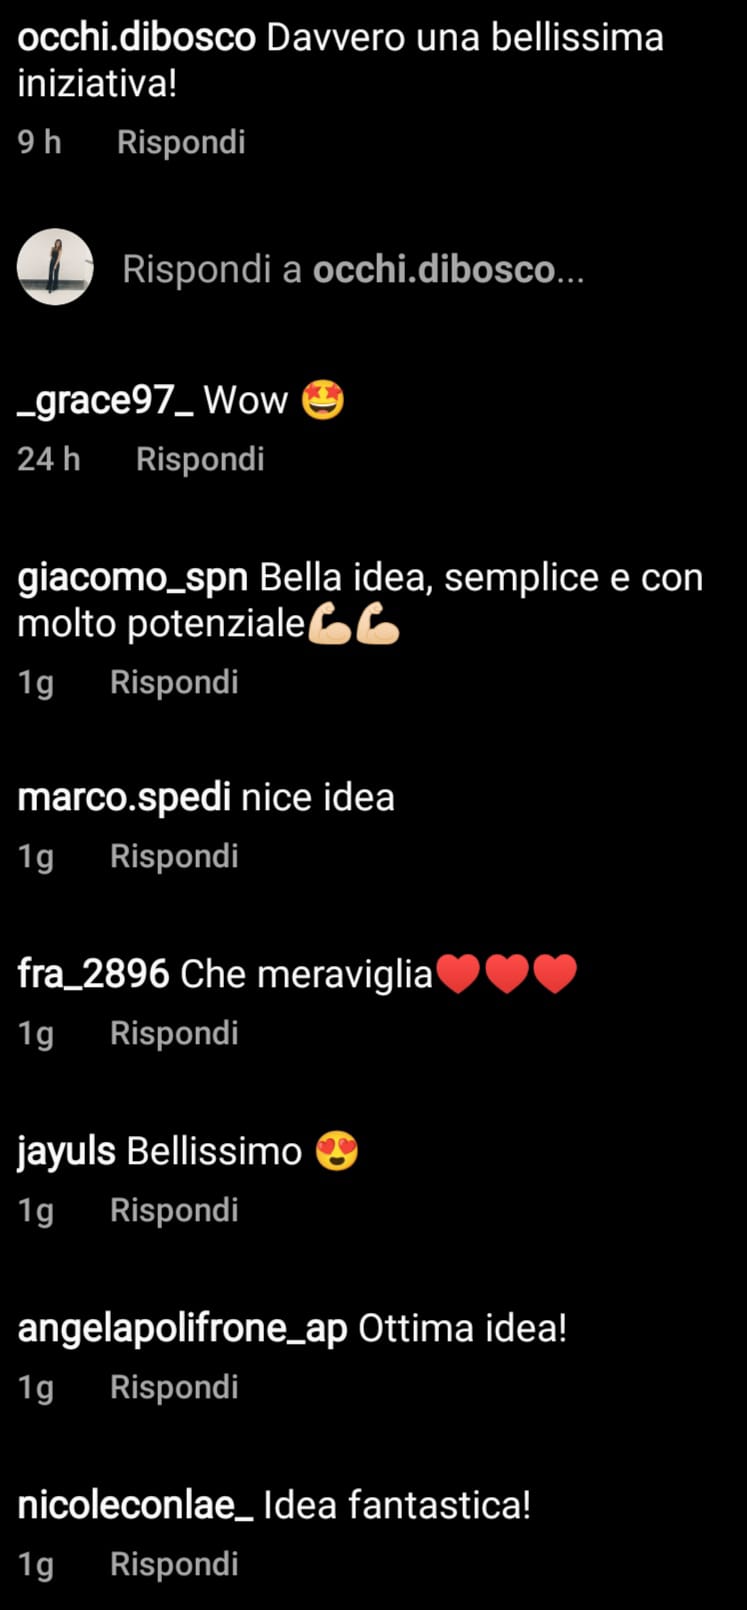 occhi.dibosco Davvero una bellissima
iniziativa!
9 h Rispondi
Rispondi a occhi.dibosco...
_grace97_ Wow 🤩
24 h Rispondi
giacomo_spn Bella idea, semplice e con
molto potenziale💪🏻💪🏻
1g Rispondi
marco.spedi nice idea
1g Rispondi
fra_2896 Che meraviglia❤️❤️❤️
1g Rispondi
jayuls Bellissimo 😍
1g Rispondi
angelapolifrone_ap Ottima idea!
1g Rispondi
nicoleconlae_ Idea fantastica!
1g Rispondi